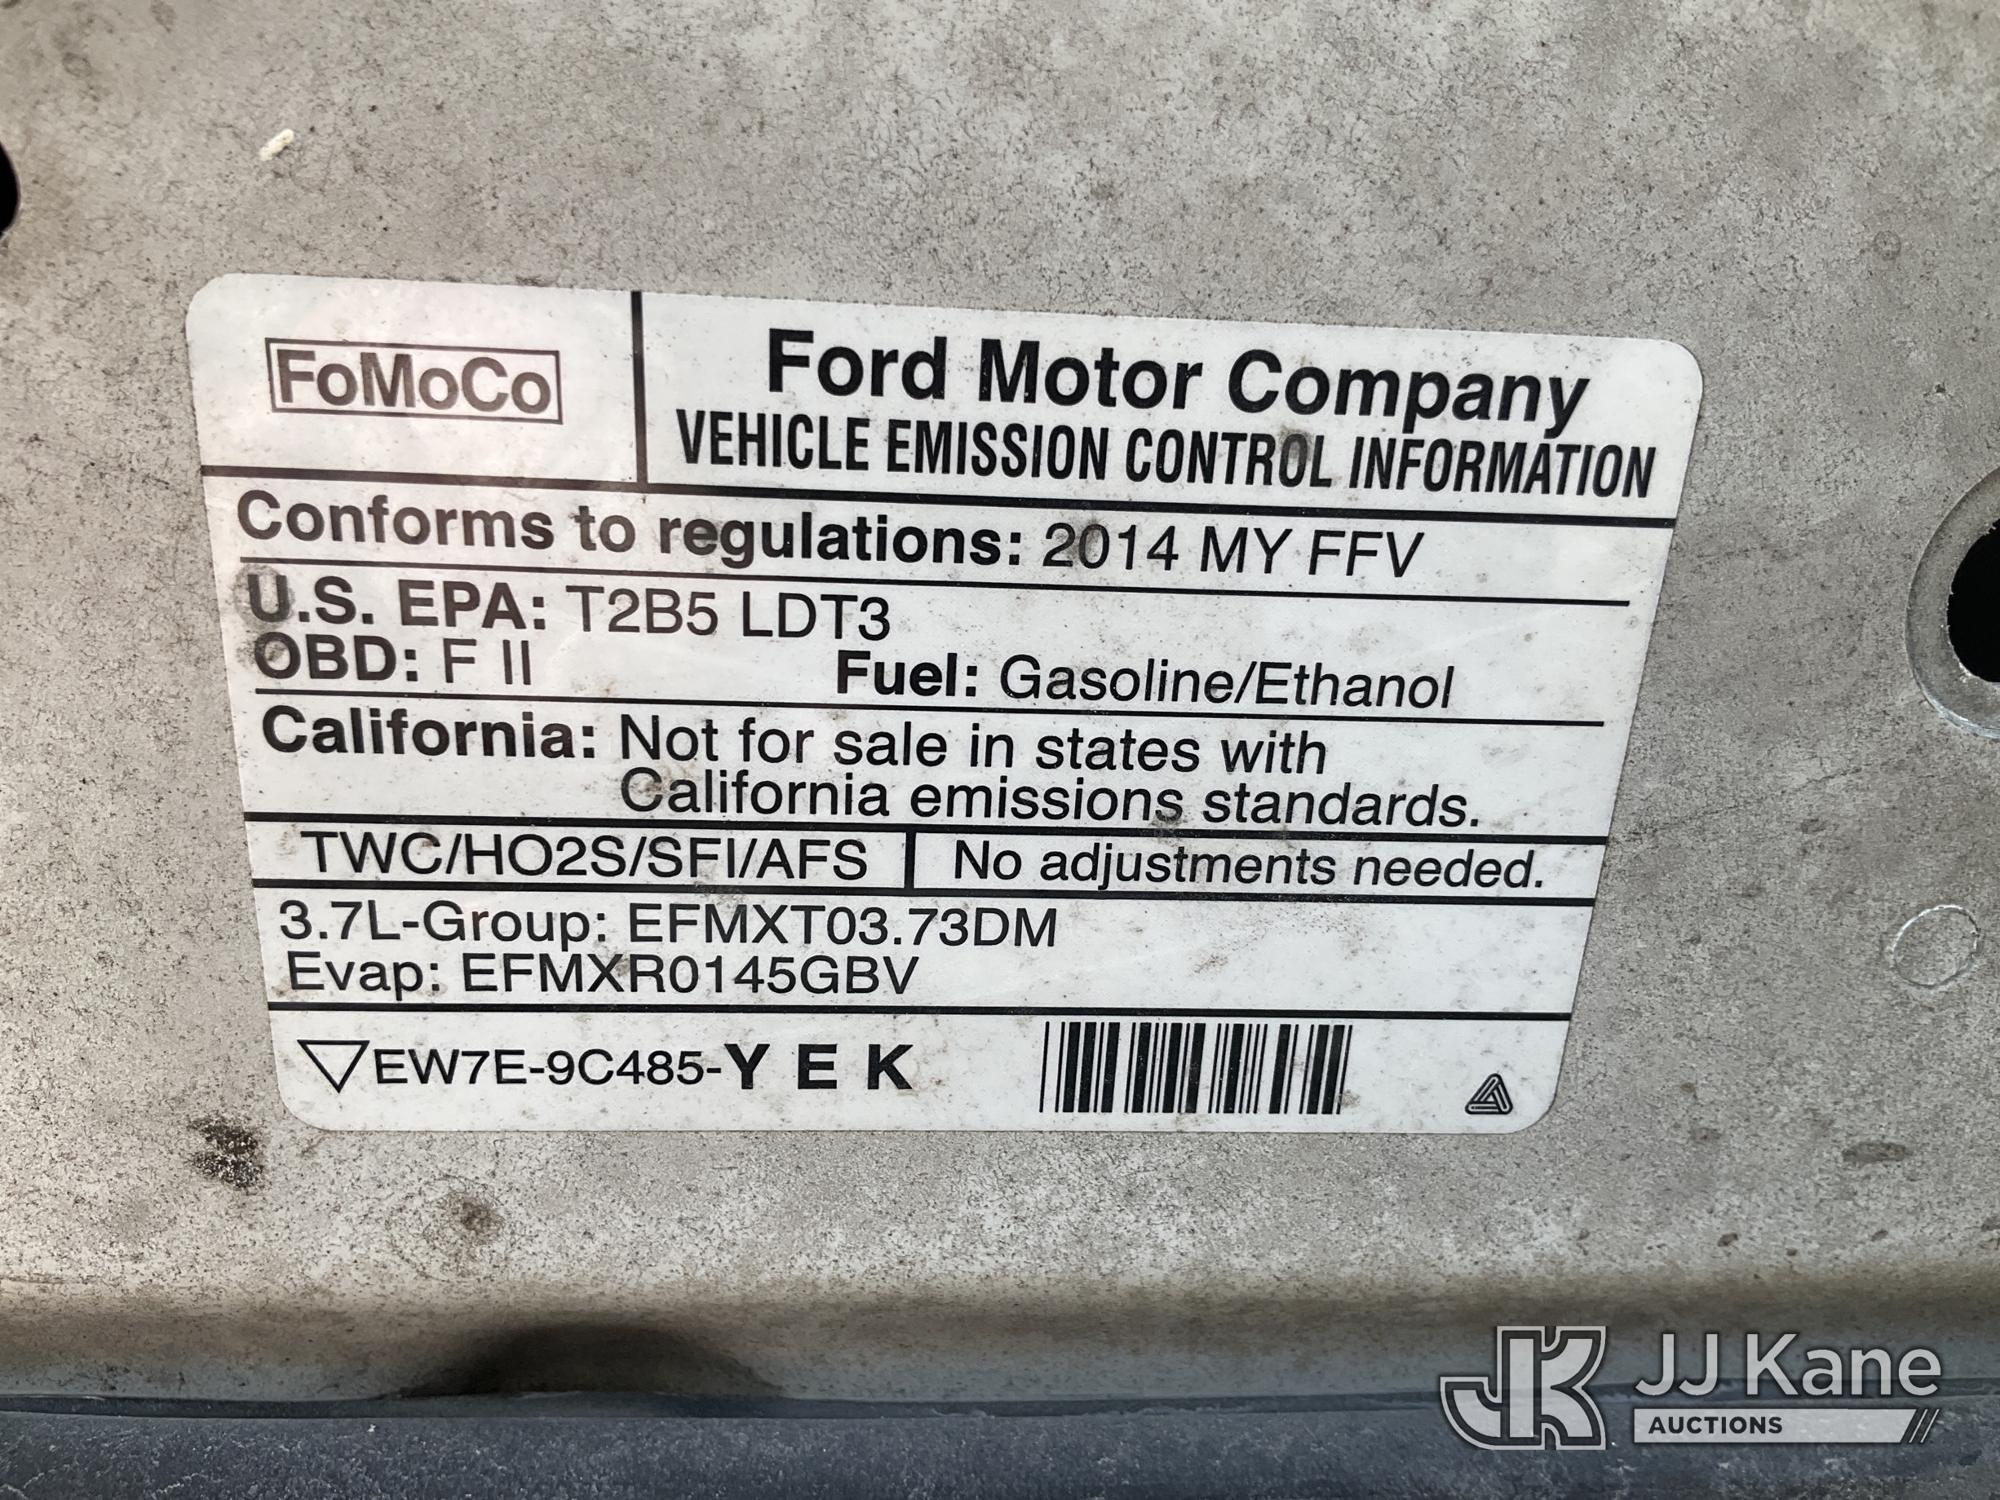 FoMoCo
Ford Motor Company
VEHICLE EMISSION CONTROL INFORMATION
Conforms to regulations: 2014 MY FFV
U.S. EPA: T2B5 LDT3
OBD: F II Fuel: Gasoline/Ethanol
California: Not for sale in states with
California emissions standards.
TWC/HO2S/SFI/AFS No adjustments needed.
3.7L-Group: EFMXT03.73DM
Evap: EFMXR0145GBV
EW7E-9C485-Y E K
JK JJ Kane
AUCTIONS